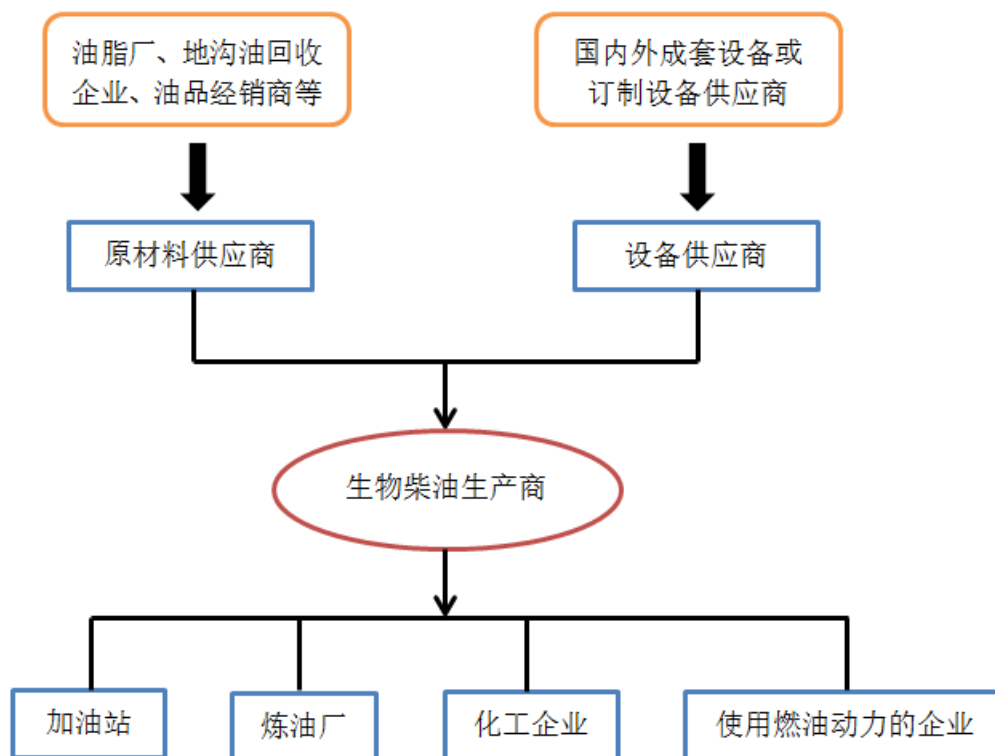 油脂厂、地沟油回收
企业、油品经销商等
国内外成套设备或
订制设备供应商
原材料供应商
设备供应商
生物柴油生产商
加油站
炼油厂
化工企业
使用燃油动力的企业